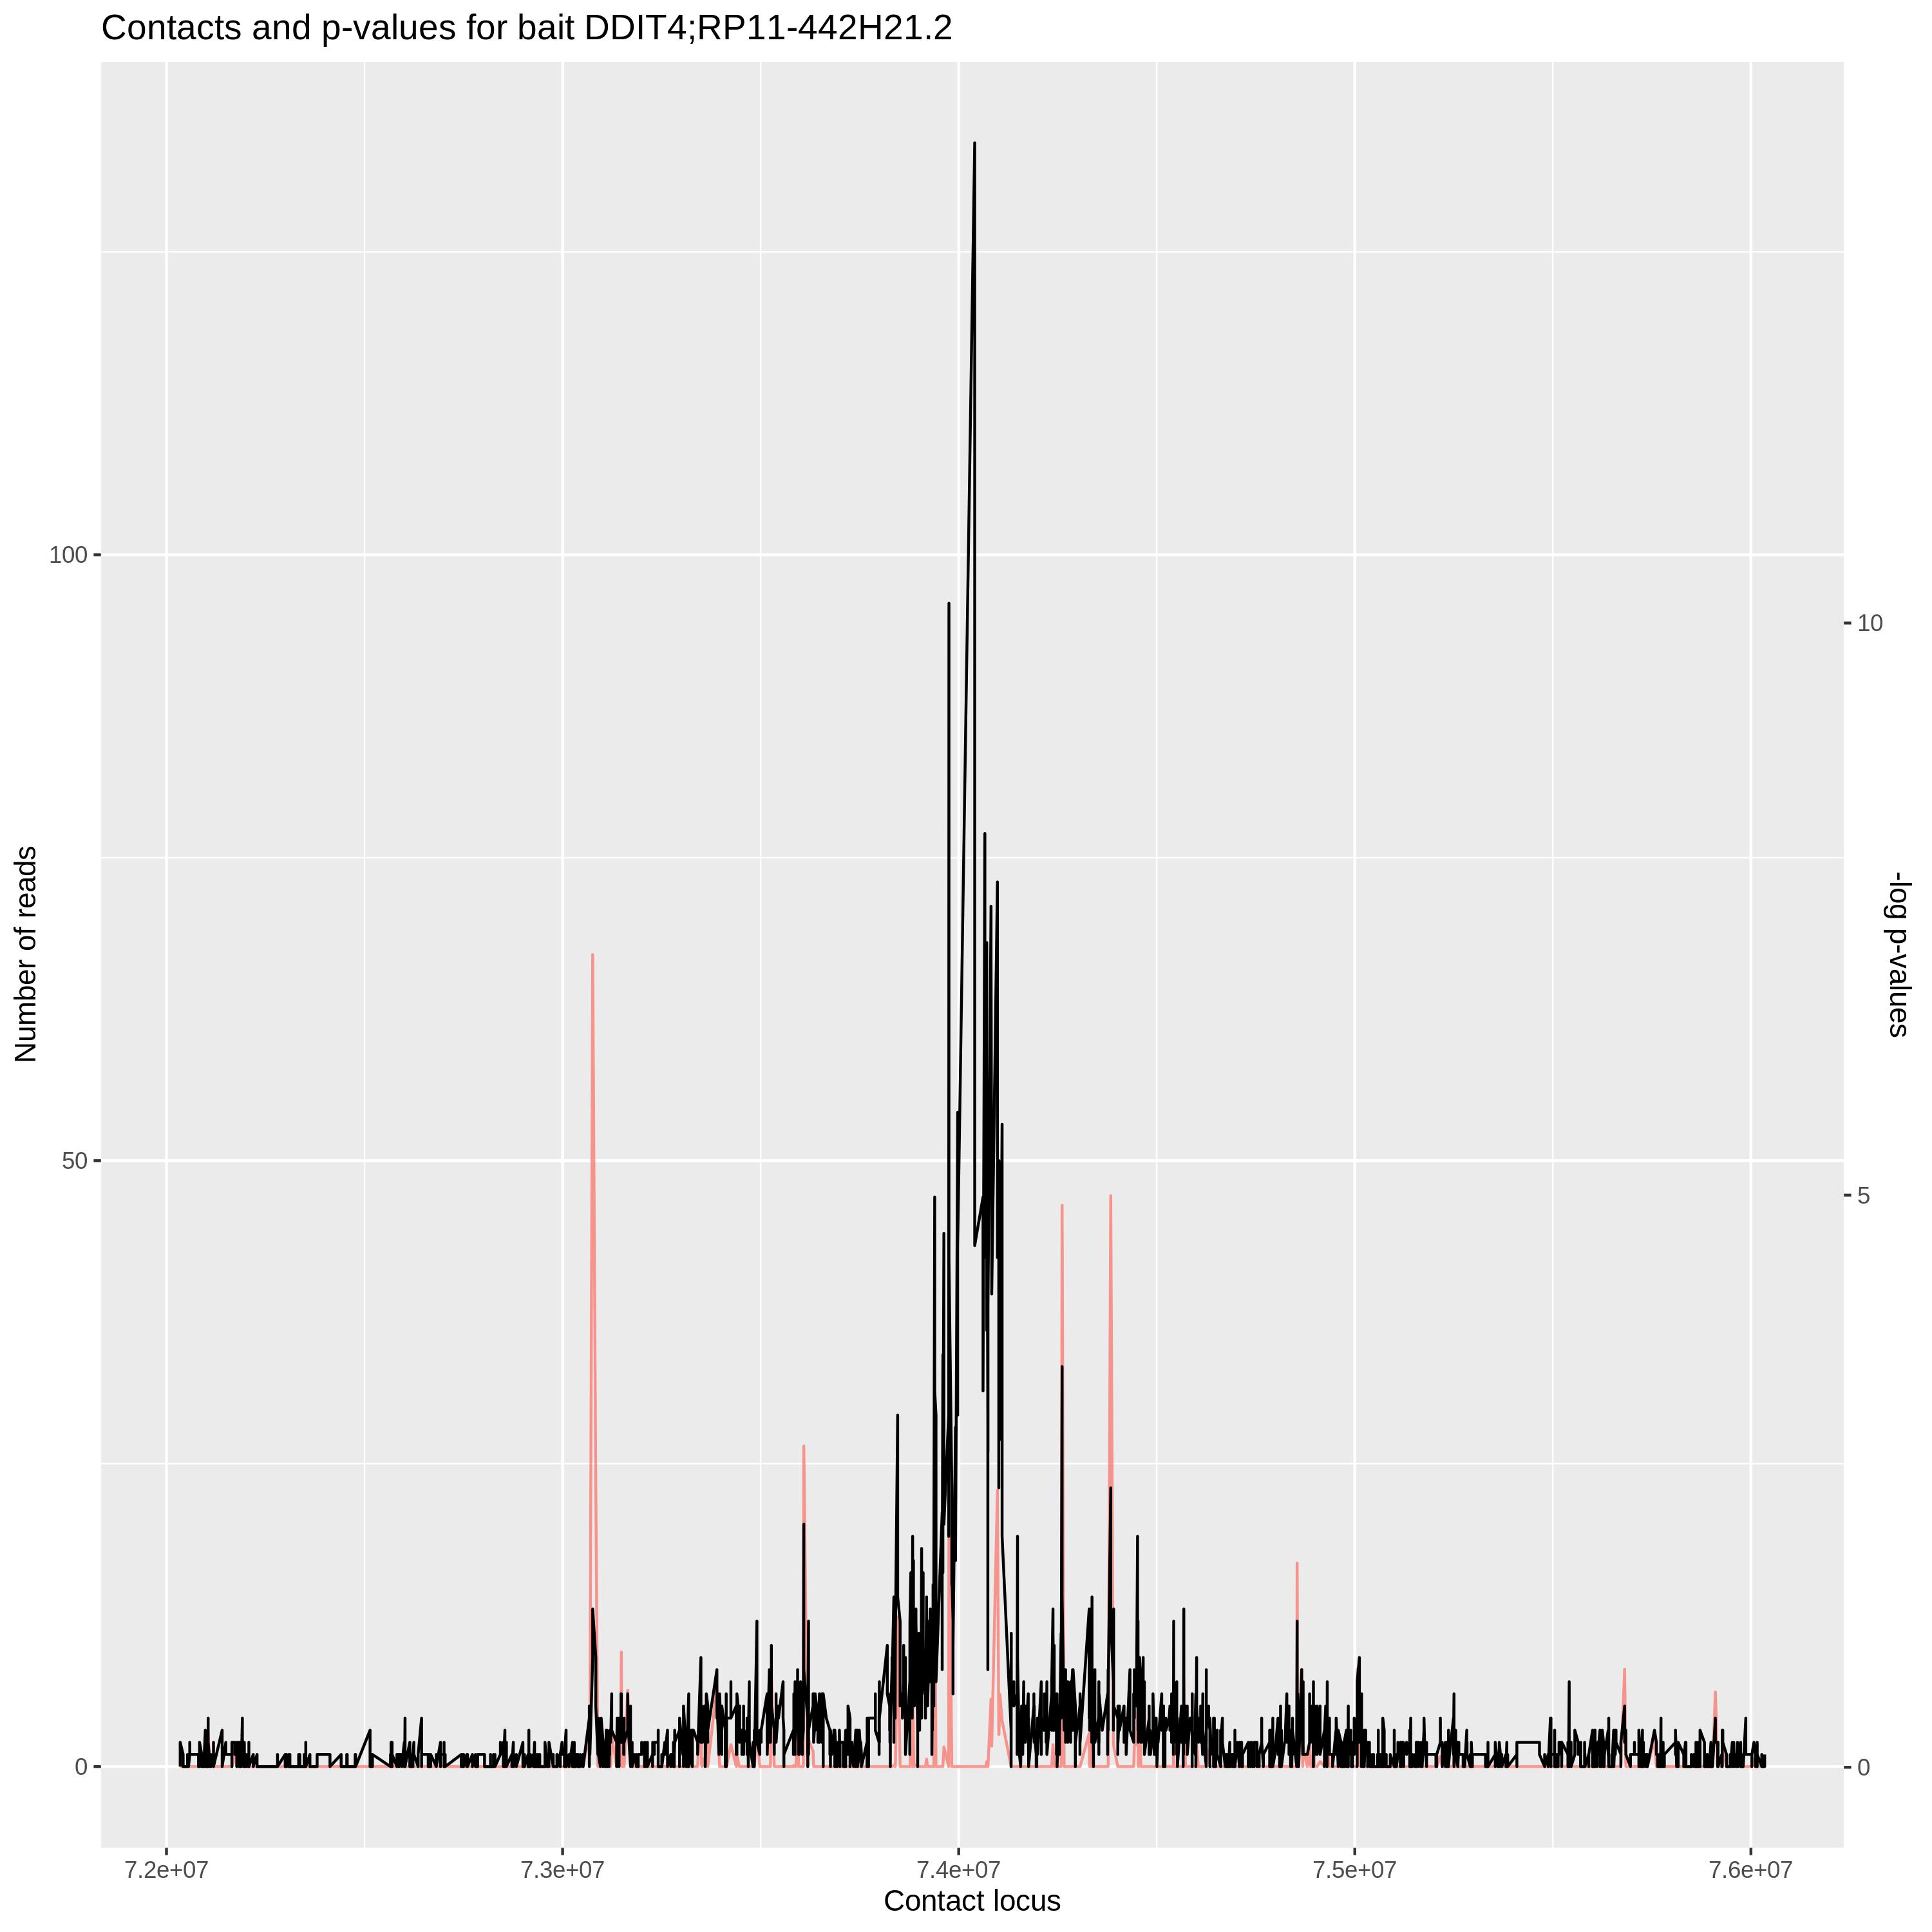 Contacts and p-values for bait DDIT4;RP11-442H21.2
Number of reads
100
50
0
10
5
0
-log p-values
7.2e+07
7.3e+07
7.4e+07
7.5e+07
7.6e+07
Contact locus